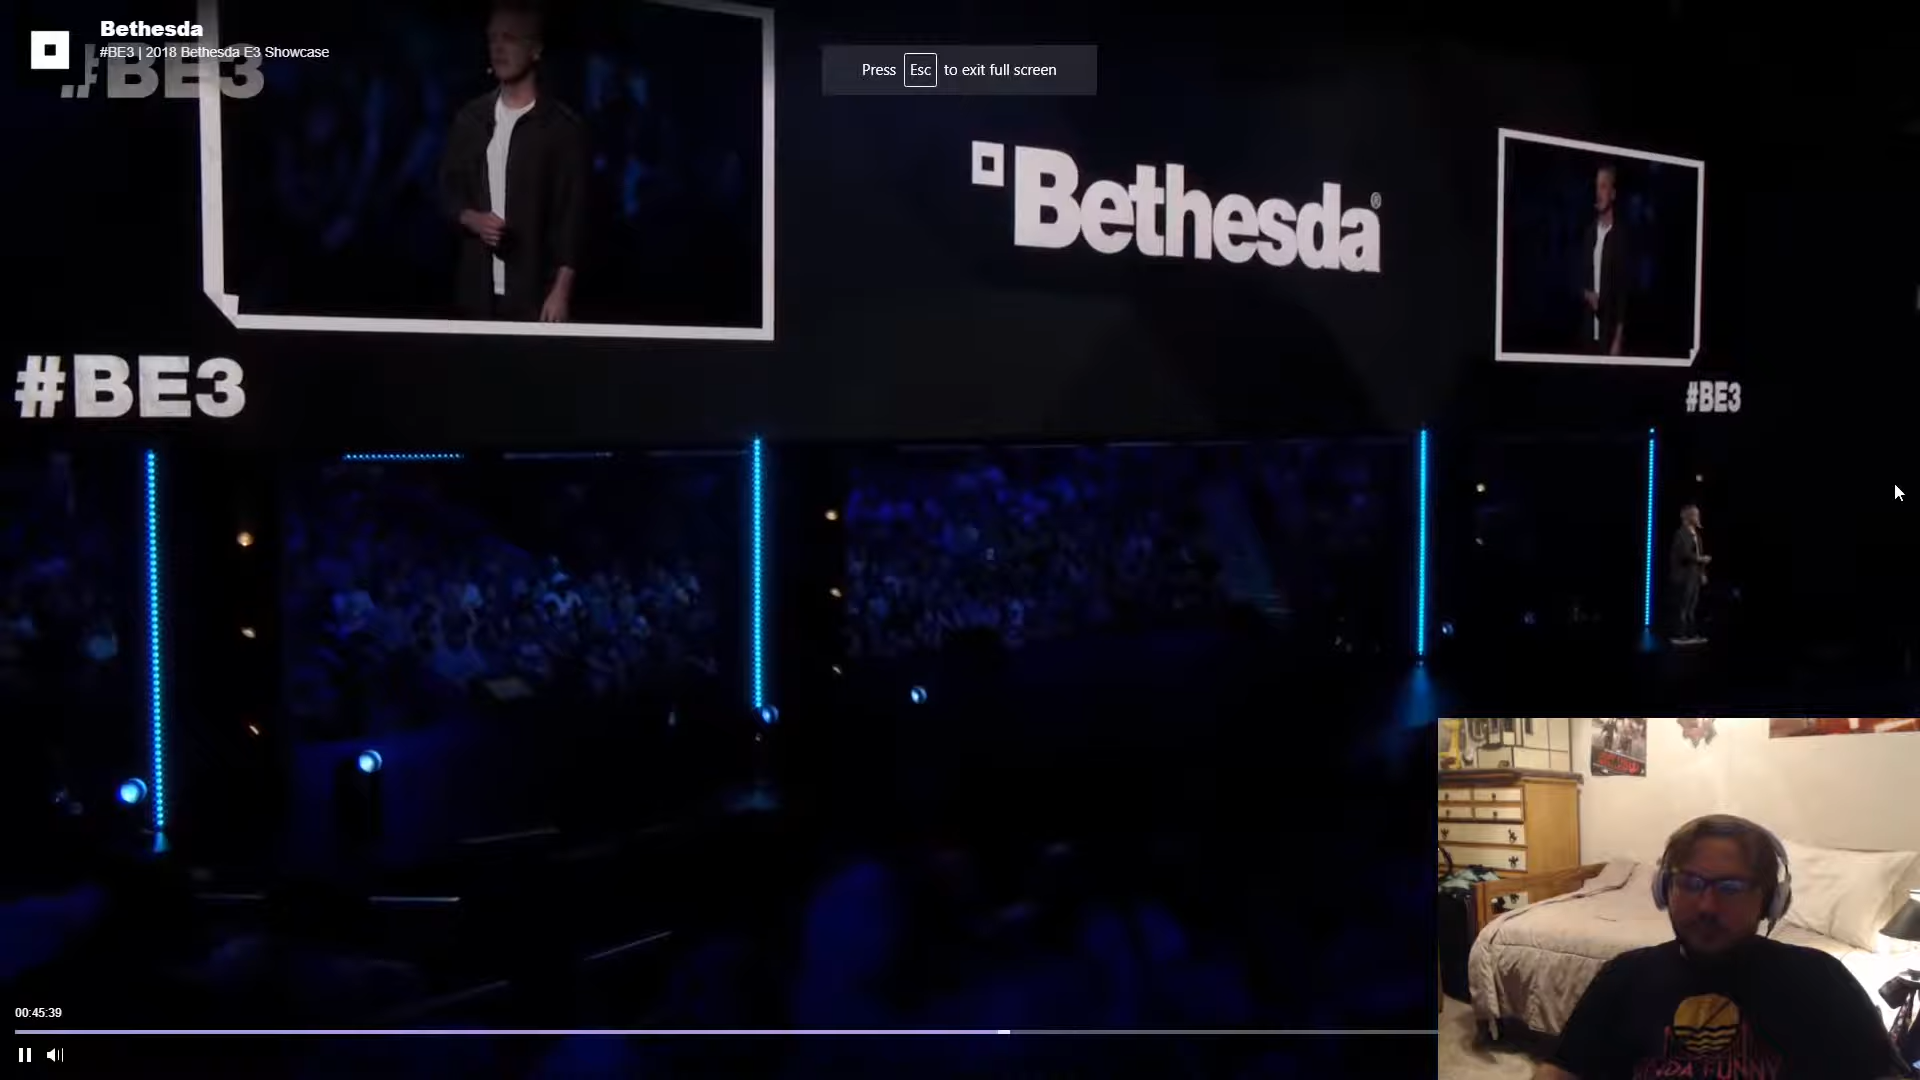 Bethesda
#BE3 | 2018 Bethesda E3 Showcase
#BE3
Press Esc to exit full screen
Bethesda®
#BE3
#BE3
00:45:39
FUNNY